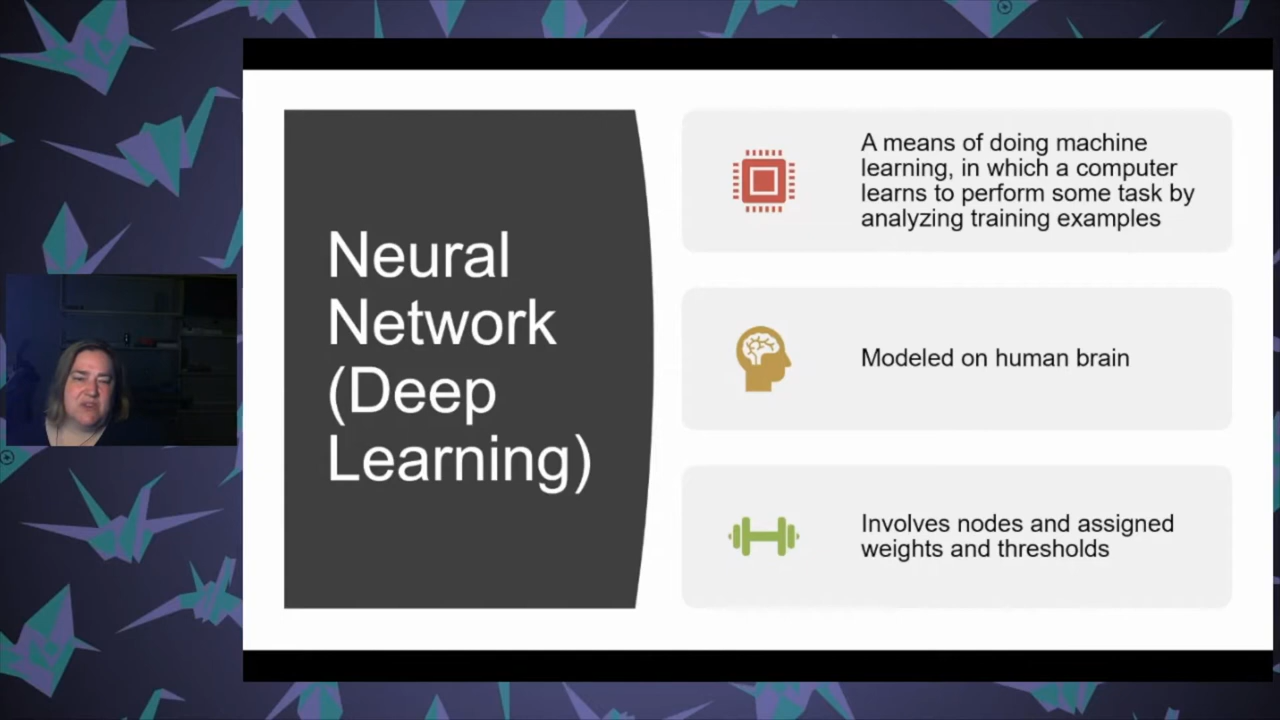 Neural
Network
(Deep
Learning)
A means of doing machine
learning, in which a computer
learns to perform some task by
analyzing training examples
Modeled on human brain
Involves nodes and assigned
weights and thresholds